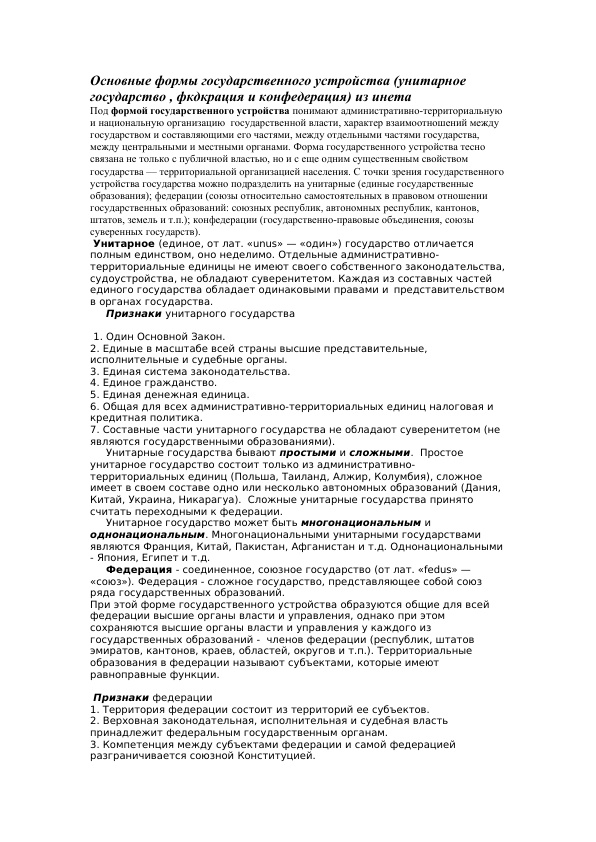 Основные формы государственного устройства (унитарное
государство , фкдкрация и конфедерация) из инета
Под формой государственного устройства понимают административно-территориальную
и национальную организацию  государственной власти, характер взаимоотношений между
государством и составляющими его частями, между отдельными частями государства,
между центральными и местными органами. Форма государственного устройства тесно
связана не только с публичной властью, но и с еще одним существенным свойством
государства — территориальной организацией населения. С точки зрения государственного
устройства государства можно подразделить на унитарные (единые государственные
образования); федерации (союзы относительно самостоятельных в правовом отношении
государственных образований: союзных республик, автономных республик, кантонов,
штатов, земель и т.п.); конфедерации (государственно-правовые объединения, союзы
суверенных государств).
Унитарное (единое, от лат. «unus» — «один») государство отличается
полным единством, оно неделимо. Отдельные административно-
территориальные единицы не имеют своего собственного законодательства,
судоустройства, не обладают суверенитетом. Каждая из составных частей
единого государства обладает одинаковыми правами и  представительством
в органах государства.
Признаки унитарного государства
1. Один Основной Закон.
2. Единые в масштабе всей страны высшие представительные,
исполнительные и судебные органы.
3. Единая система законодательства.
4. Единое гражданство.
5. Единая денежная единица.
6. Общая для всех административно-территориальных единиц налоговая и
кредитная политика.
7. Составные части унитарного государства не обладают суверенитетом (не
являются государственными образованиями).
Унитарные государства бывают простыми и сложными.  Простое
унитарное государство состоит только из административно-
территориальных единиц (Польша, Таиланд, Алжир, Колумбия), сложное
имеет в своем составе одно или несколько автономных образований (Дания,
Китай, Украина, Никарагуа).  Сложные унитарные государства принято
считать переходными к федерации.
Унитарное государство может быть многонациональным и
однонациональным. Многонациональными унитарными государствами
являются Франция, Китай, Пакистан, Афганистан и т.д. Однонациональными
- Япония, Египет и т.д.
Федерация - соединенное, союзное государство (от лат. «fedus» —
«союз»). Федерация - сложное государство, представляющее собой союз
ряда государственных образований.
При этой форме государственного устройства образуются общие для всей
федерации высшие органы власти и управления, однако при этом
сохраняются высшие органы власти и управления у каждого из
государственных образований -  членов федерации (республик, штатов
эмиратов, кантонов, краев, областей, округов и т.п.). Территориальные
образования в федерации называют субъектами, которые имеют
равноправные функции.
Признаки федерации
1. Территория федерации состоит из территорий ее субъектов.
2. Верховная законодательная, исполнительная и судебная власть
принадлежит федеральным государственным органам.
3. Компетенция между субъектами федерации и самой федерацией
разграничивается союзной Конституцией.